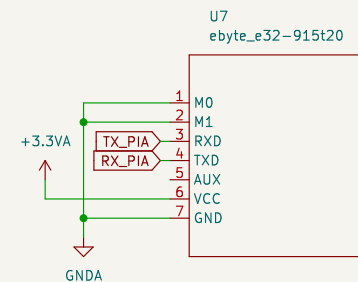 U7
ebyte_e32-915t20
1 M0
2 M1
+3.3VA TX_PIA 3 RXD
RX_PIA 4 TXD
5 AUX
6 VCC
7 GND
GNDA